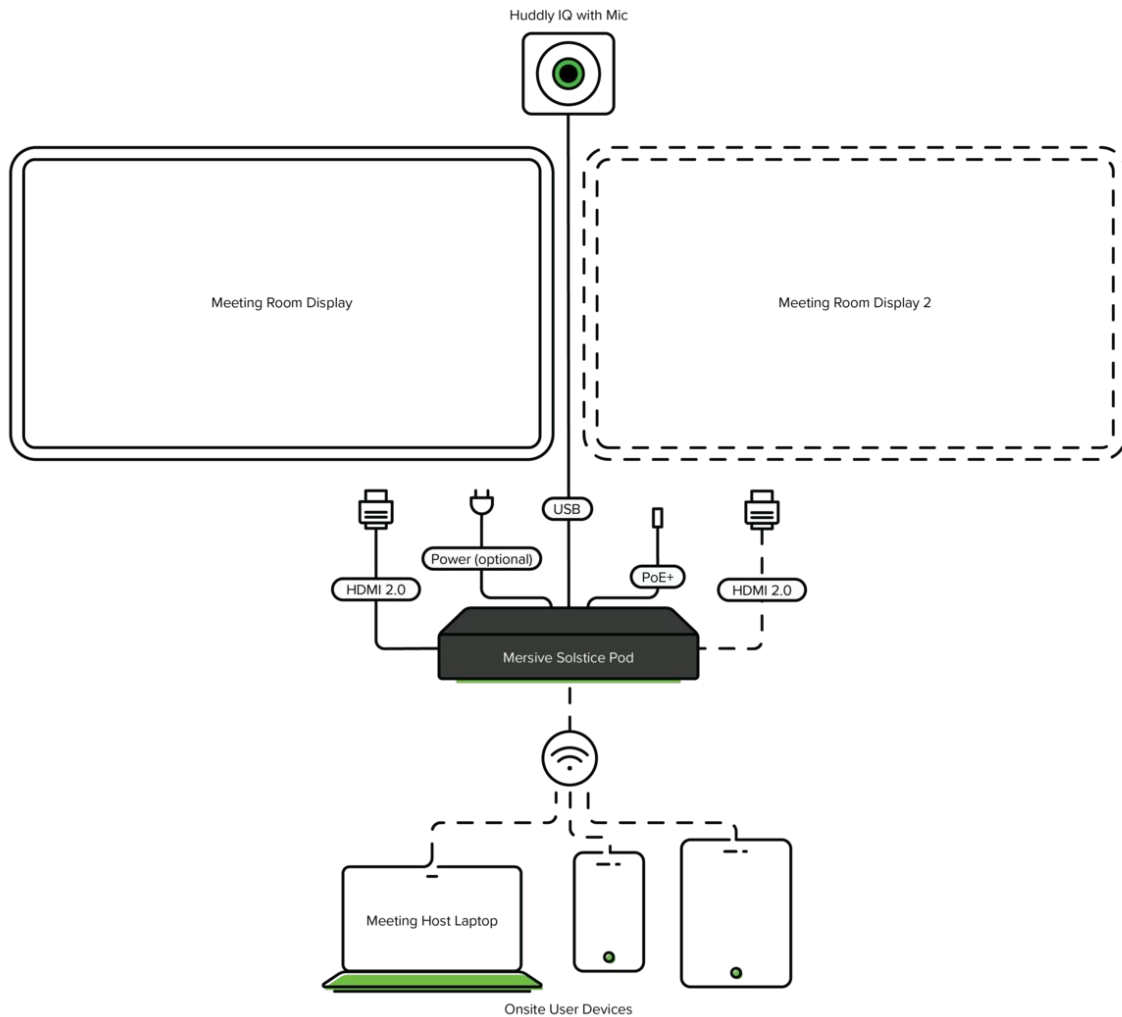 Huddly IQ with Mic
Meeting Room Display
Meeting Room Display 2
USB
Power (optional)
PoE+
HDMI 2.0
HDMI 2.0
Mersive Solstice Pod
Meeting Host Laptop
Onsite User Devices